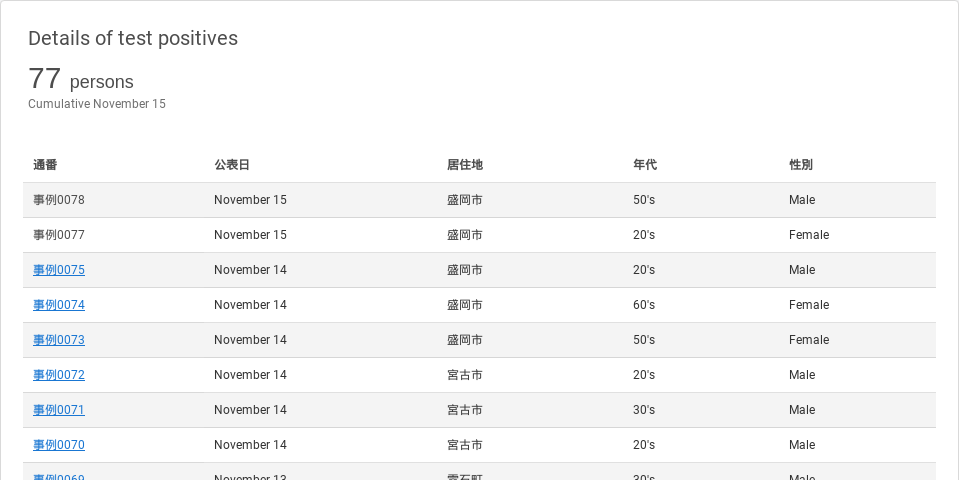 Details of test positives
77 persons
Cumulative November 15
通番 公表日 居住地 年代 性別
事例0078 November 15 盛岡市 50's Male
事例0077 November 15 盛岡市 20's Female
事例0075 November 14 盛岡市 20's Male
事例0074 November 14 盛岡市 60's Female
事例0073 November 14 盛岡市 50's Female
事例0072 November 14 宮古市 20's Male
事例0071 November 14 宮古市 30's Male
事例0070 November 14 宮古市 20's Male
事例0069 November 13 雫石町 30's Male